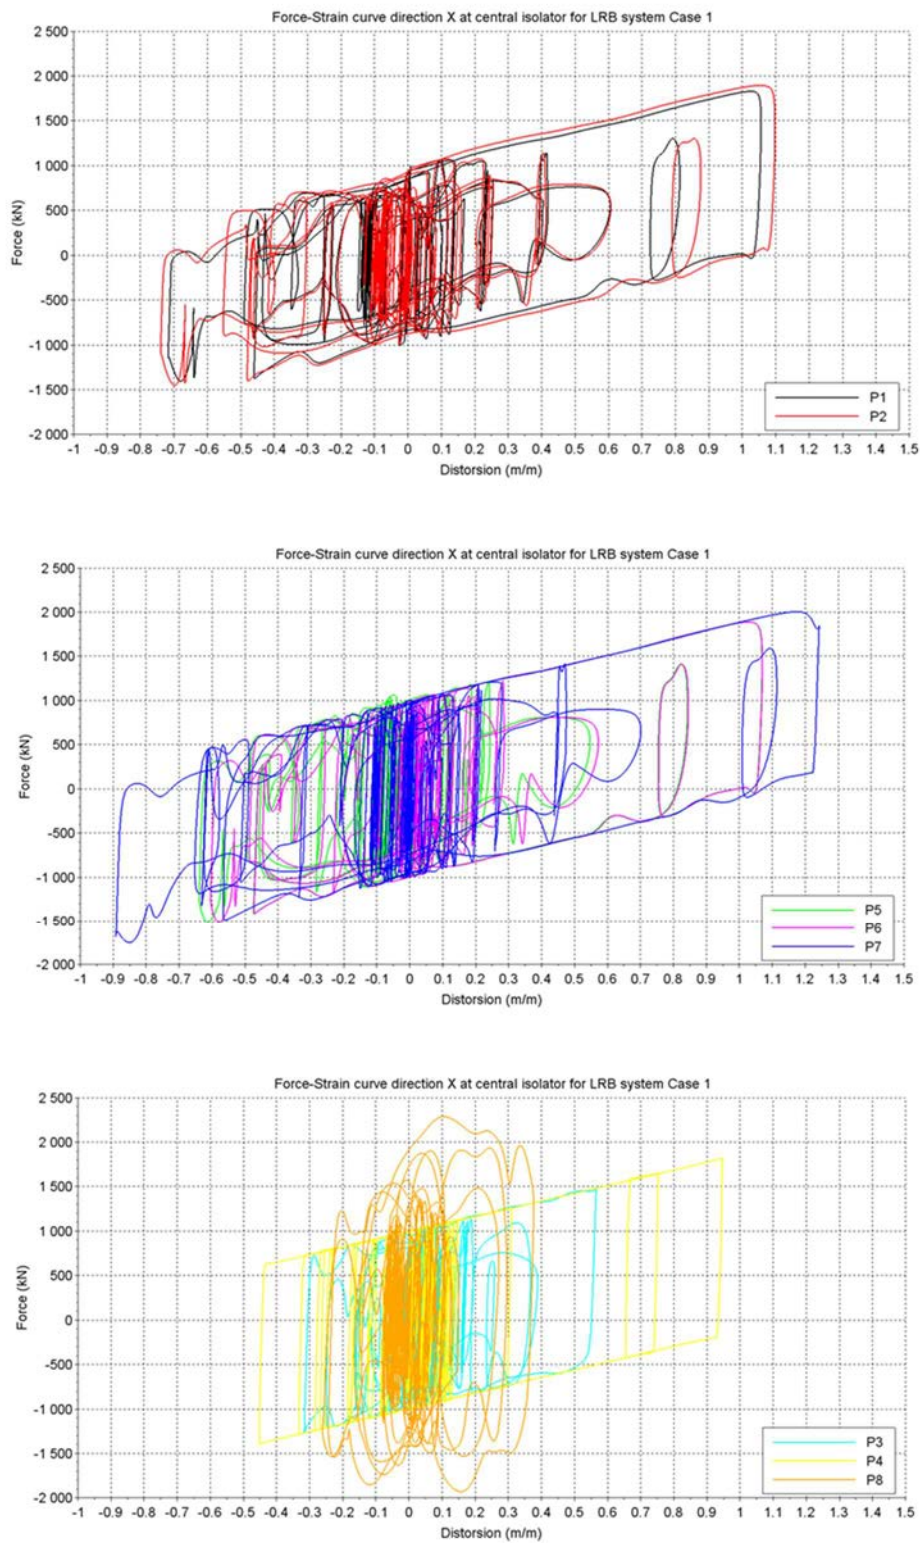 Force-Strain curve direction X at central isolator for LRB system Case 1
2 500
2 000
1 500
1 000
500
0
-500
-1 000
-1 500
-2 000
Force (kN)
P1
P2
-1 -0.9 -0.8 -0.7 -0.6 -0.5 -0.4 -0.3 -0.2 -0.1 0 0.1 0.2 0.3 0.4 0.5 0.6 0.7 0.8 0.9 1 1.1 1.2 1.3 1.4 1.5
Distorsion (m/m)
Force-Strain curve direction X at central isolator for LRB system Case 1
2 500
2 000
1 500
1 000
500
0
-500
-1 000
-1 500
-2 000
Force (kN)
P5
P6
P7
-1 -0.9 -0.8 -0.7 -0.6 -0.5 -0.4 -0.3 -0.2 -0.1 0 0.1 0.2 0.3 0.4 0.5 0.6 0.7 0.8 0.9 1 1.1 1.2 1.3 1.4 1.5
Distorsion (m/m)
Force-Strain curve direction X at central isolator for LRB system Case 1
2 500
2 000
1 500
1 000
500
0
-500
-1 000
-1 500
-2 000
Force (kN)
P3
P4
P8
-1 -0.9 -0.8 -0.7 -0.6 -0.5 -0.4 -0.3 -0.2 -0.1 0 0.1 0.2 0.3 0.4 0.5 0.6 0.7 0.8 0.9 1 1.1 1.2 1.3 1.4 1.5
Distorsion (m/m)